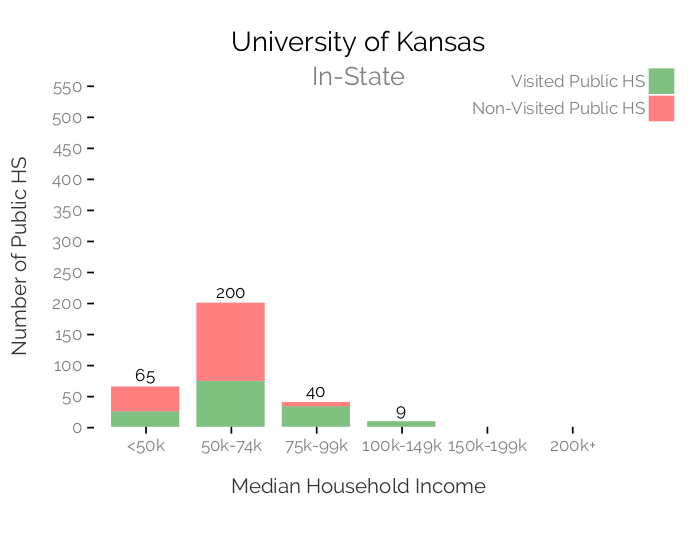 University of Kansas
In-State
Visited Public HS
Non-Visited Public HS
Number of Public HS
550
500
450
400
350
300
250
200
150
100
50
0
65
200
40
9
<50k
50k-74k
75k-99k
100k-149k
150k-199k
200k+
Median Household Income